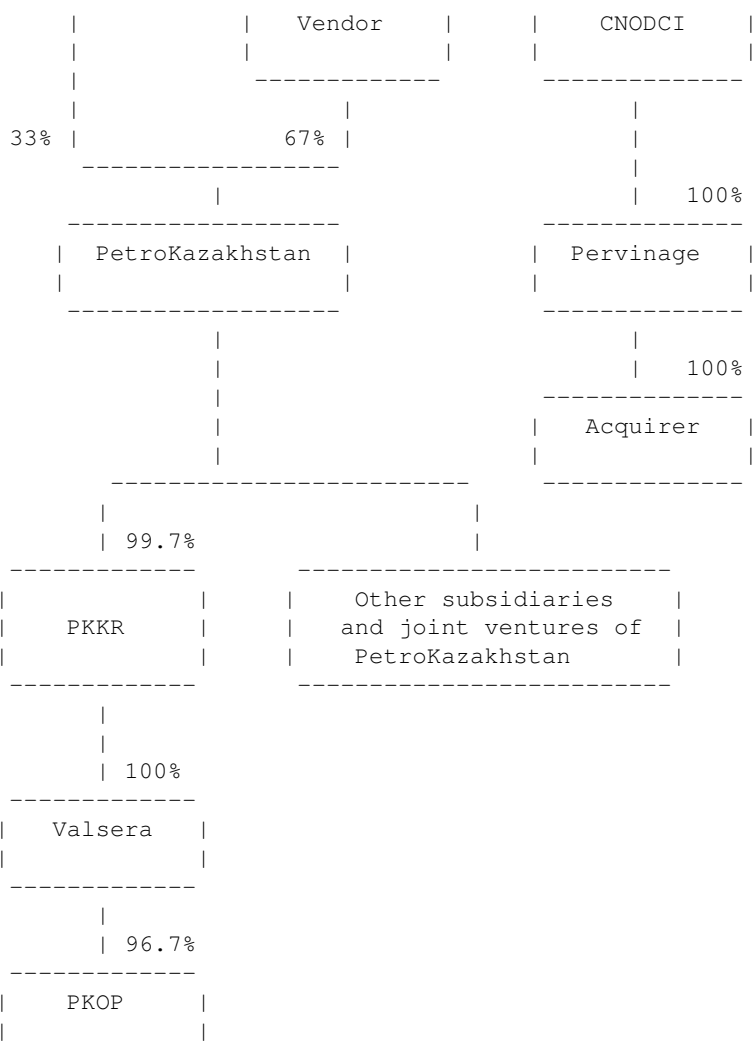 Vendor CNODCI
33% 67%
100%
PetroKazakhstan Pervinage
100%
Acquirer
99.7%
Other subsidiaries
PKKR and joint ventures of
PetroKazakhstan
100%
Valsera
96.7%
PKOP